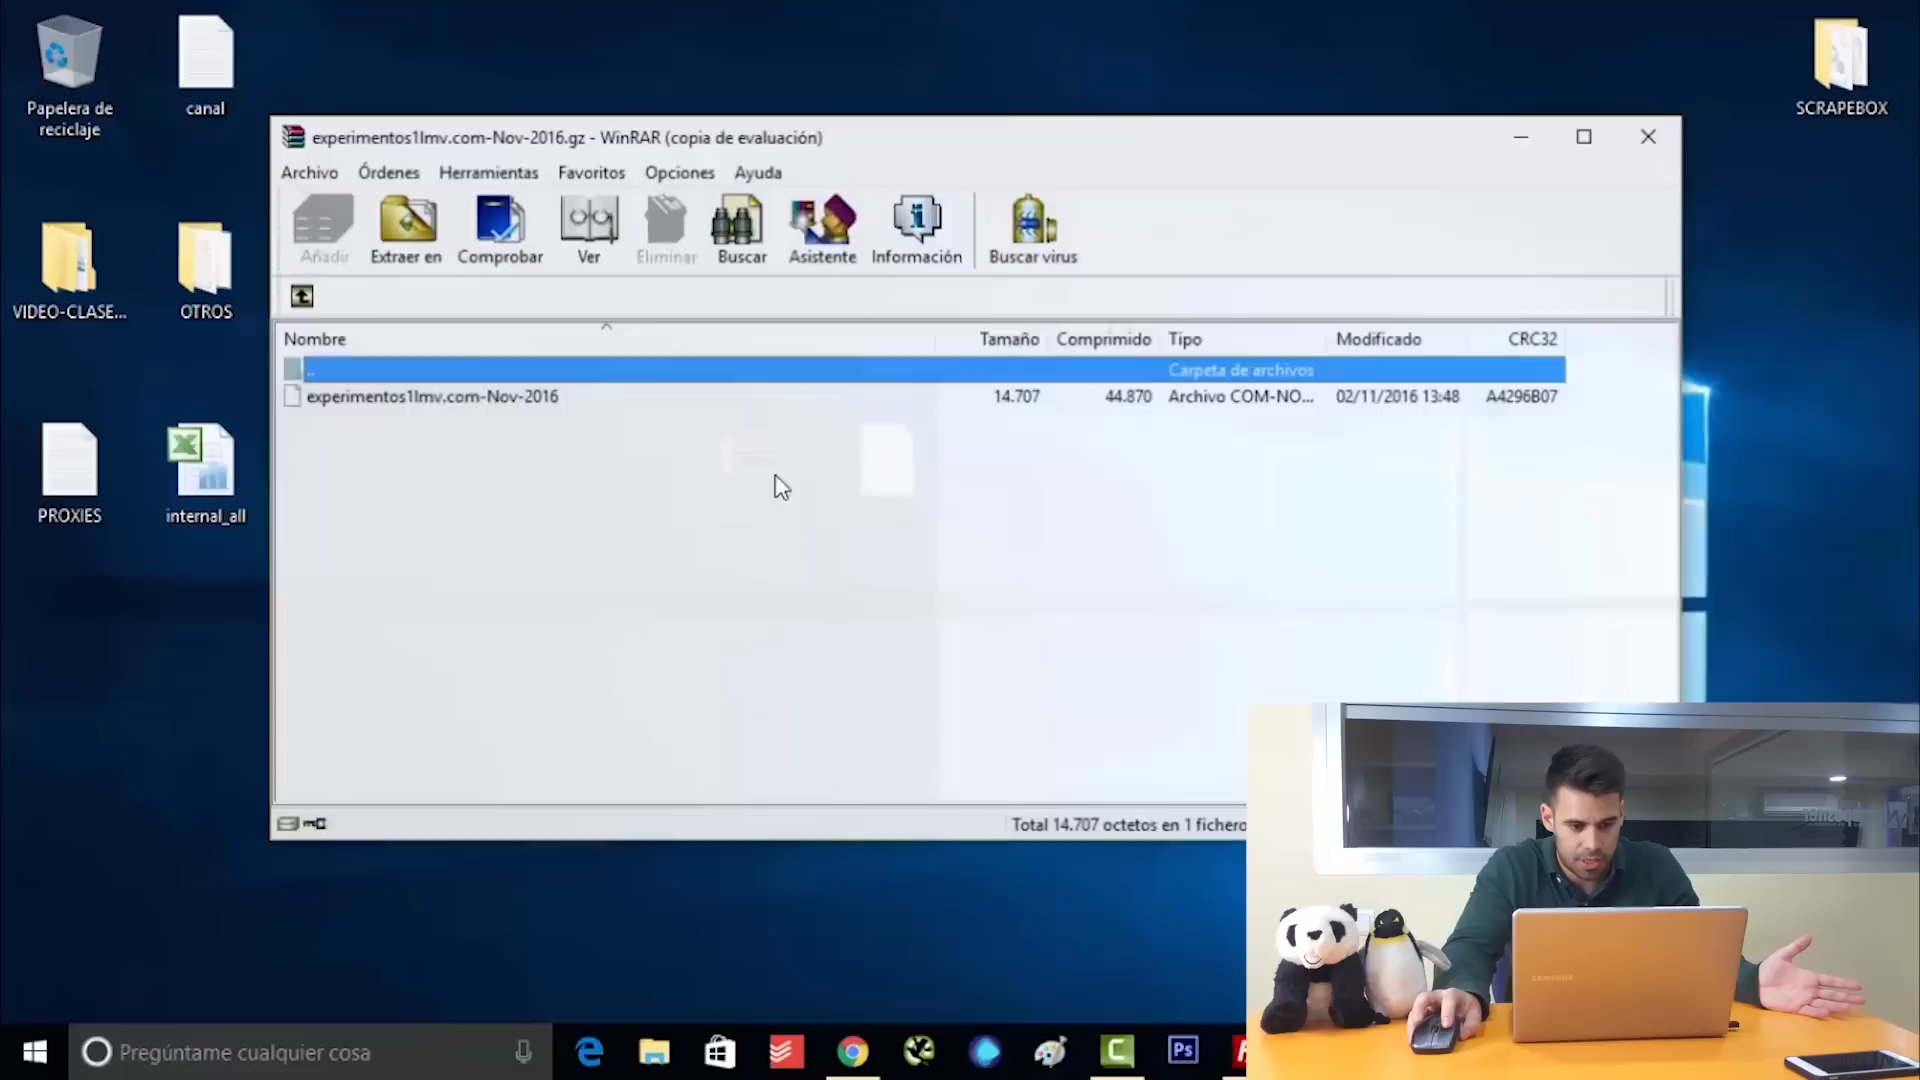 Papelera de
reciclaje
canal
SCRAPEBOX
VIDEO-CLASE...
OTROS
PROXIES
internal_all
experimentos1lmv.com-Nov-2016.gz - WinRAR (copia de evaluación)
Archivo Órdenes Herramientas Favoritos Opciones Ayuda
Añadir Extraer en Comprobar Ver Eliminar Buscar Asistente Información Buscar virus
Nombre Tamaño Comprimido Tipo Modificado CRC32
.. Carpeta de archivos
experimentos1lmv.com-Nov-2016 14.707 44.870 Archivo COM-NO... 02/11/2016 13:48 A4296B07
Total 14.707 octetos en 1 fichero
SAMSUNG
Pregúntame cualquier cosa
Ps